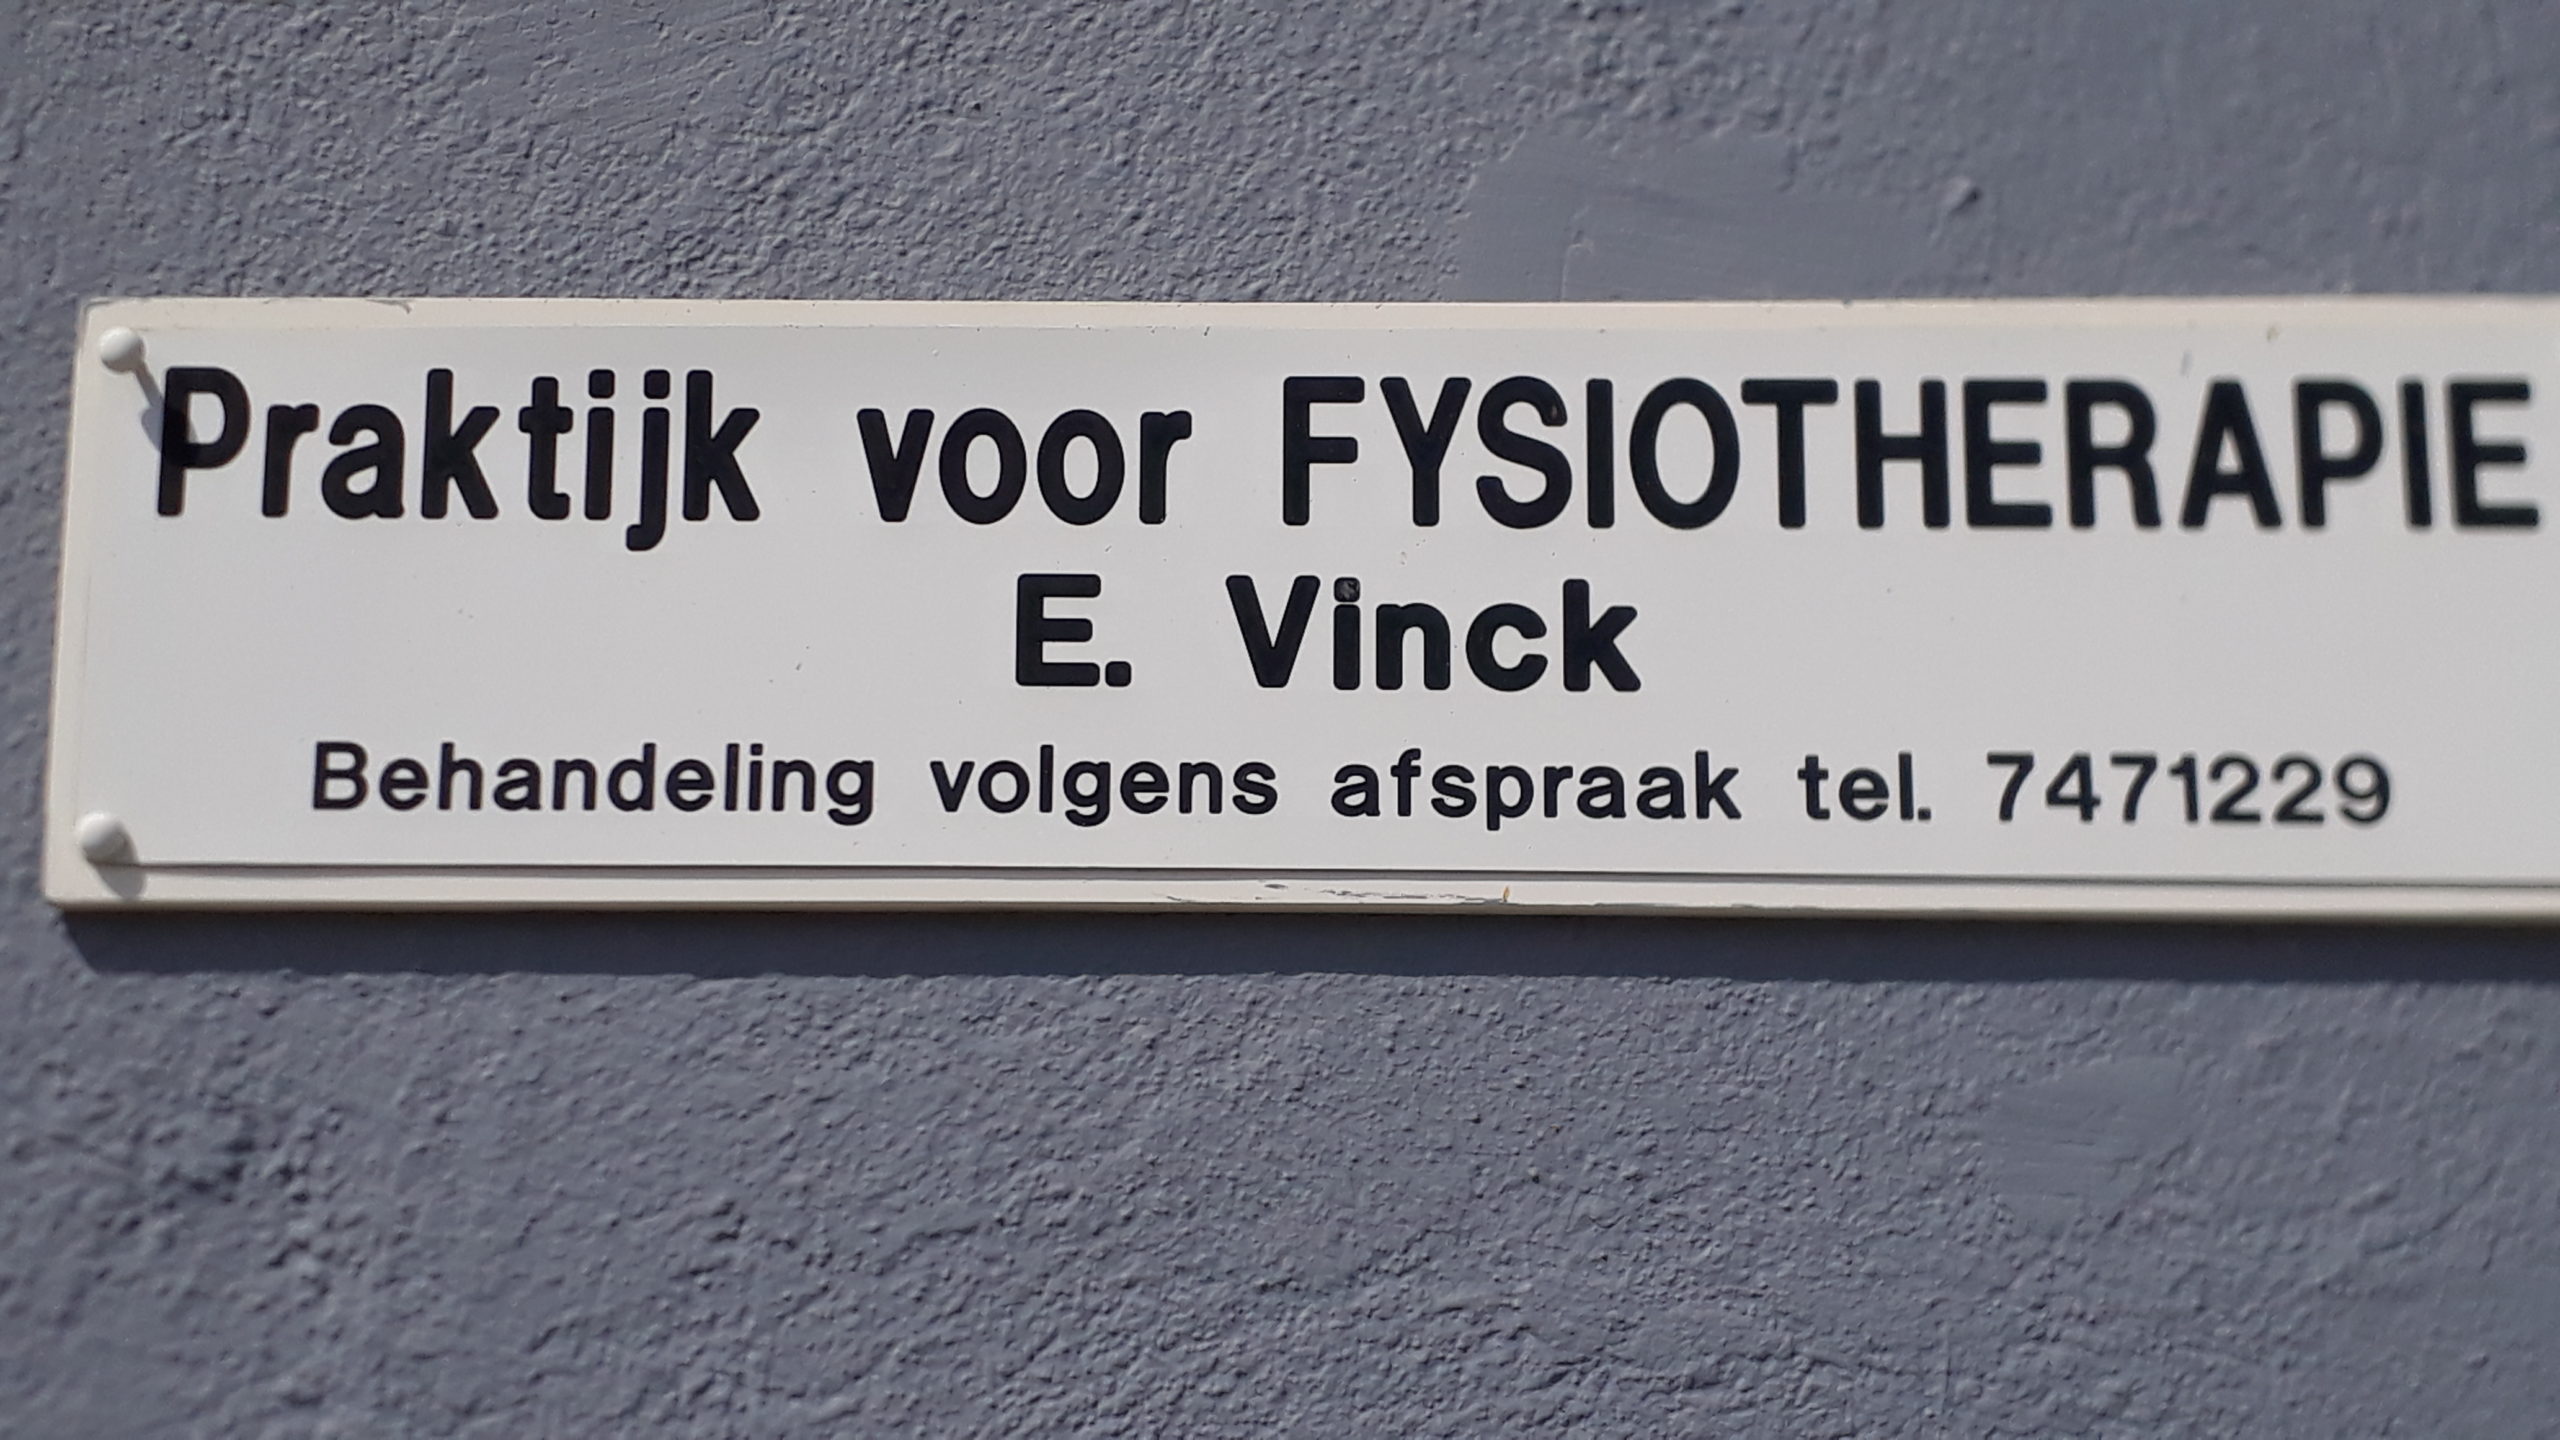 Praktijk voor FYSIOTHERAPIE
E. Vinck
Behandeling volgens afspraak tel. 7471229